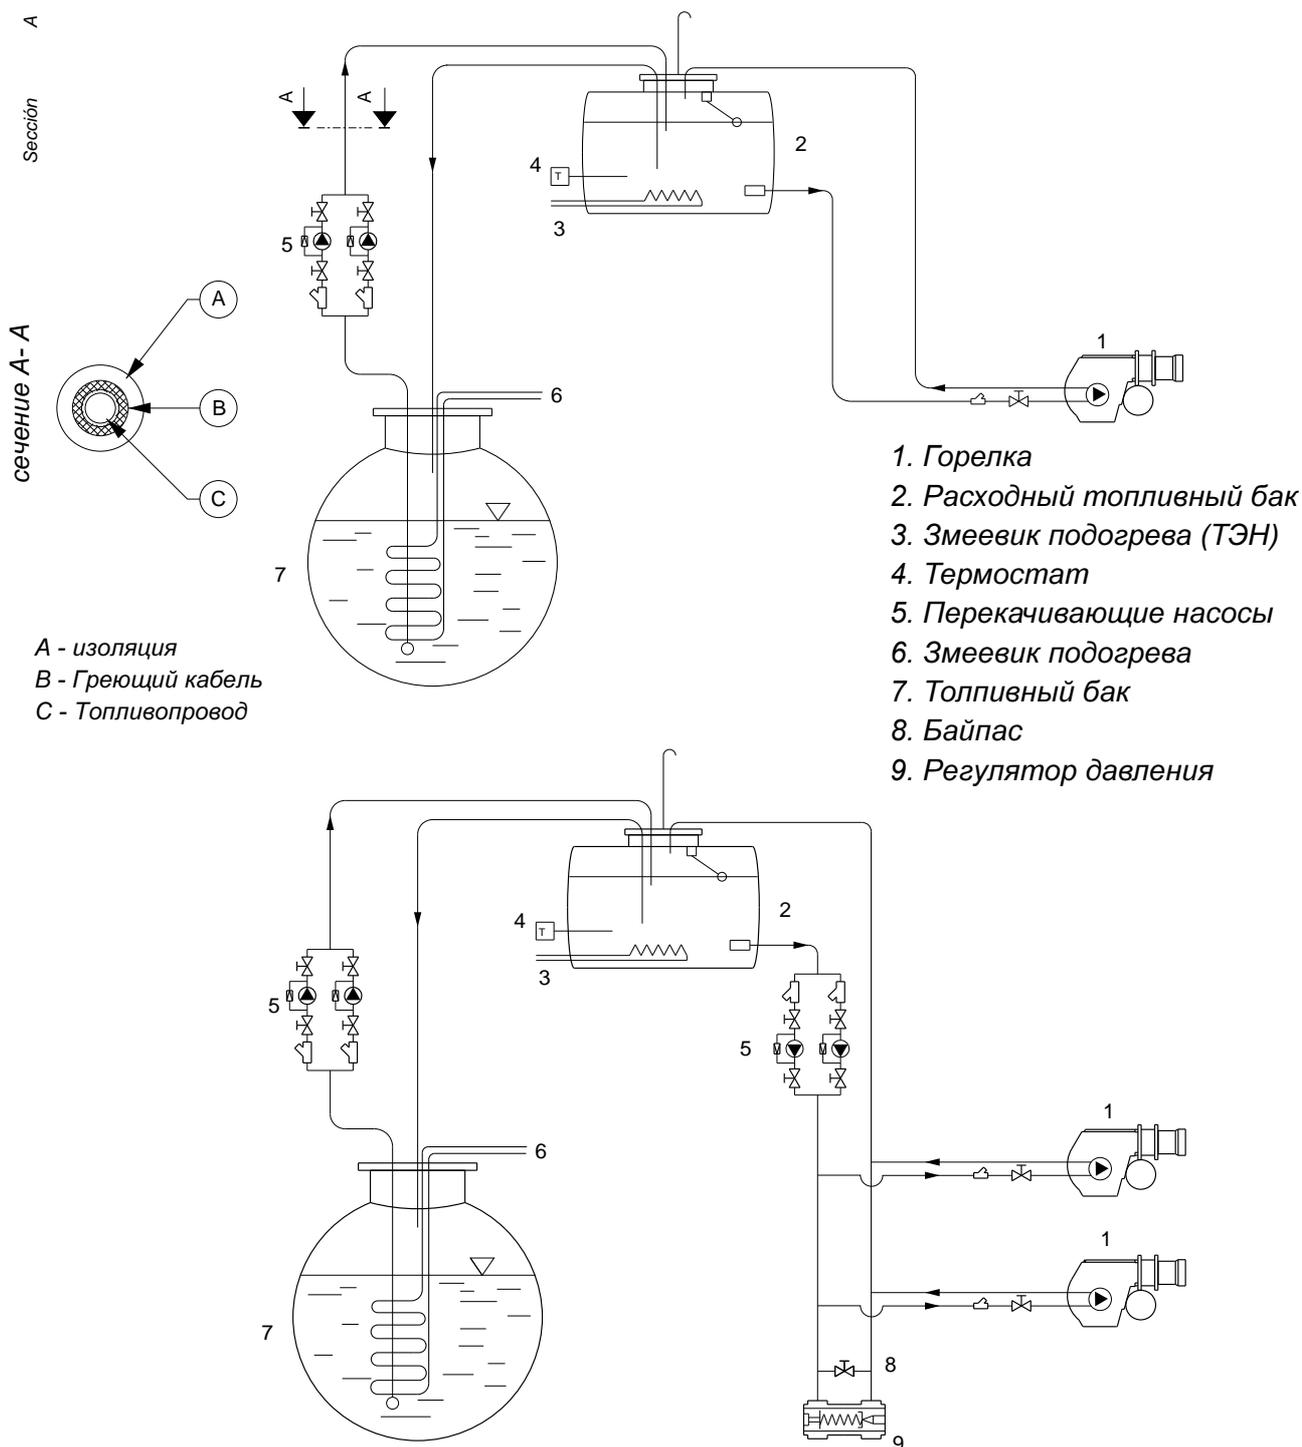 A
Sección
A
A
сечение A- A
A
B
C
4
T
3
2
5
6
7
1
A - изоляция
B - Греющий кабель
C - Топливопровод
1. Горелка
2. Расходный топливный бак
3. Змеевик подогрева (ТЭН)
4. Термостат
5. Перекачивающие насосы
6. Змеевик подогрева
7. Толпивный бак
8. Байпас
9. Регулятор давления
4
T
3
2
5
5
6
7
1
1
8
9